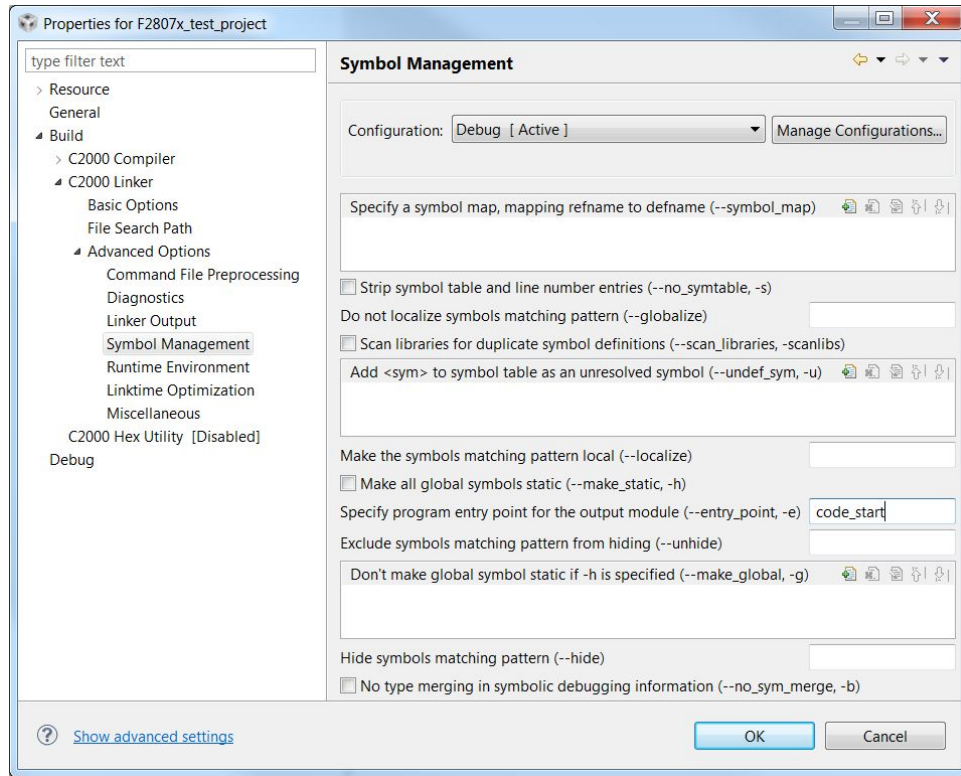 Properties for F2807x_test_project
type filter text
Resource
General
Build
C2000 Compiler
C2000 Linker
Basic Options
File Search Path
Advanced Options
Command File Preprocessing
Diagnostics
Linker Output
Symbol Management
Runtime Environment
Linktime Optimization
Miscellaneous
C2000 Hex Utility [Disabled]
Debug
Symbol Management
Configuration: Debug [ Active ] Manage Configurations...
Specify a symbol map, mapping refname to defname (--symbol_map)
Strip symbol table and line number entries (--no_symtable, -s)
Do not localize symbols matching pattern (--globalize)
Scan libraries for duplicate symbol definitions (--scan_libraries, -scanlibs)
Add <sym> to symbol table as an unresolved symbol (--undef_sym, -u)
Make the symbols matching pattern local (--localize)
Make all global symbols static (--make_static, -h)
Specify program entry point for the output module (--entry_point, -e) code_start
Exclude symbols matching pattern from hiding (--unhide)
Don't make global symbol static if -h is specified (--make_global, -g)
Hide symbols matching pattern (--hide)
No type merging in symbolic debugging information (--no_sym_merge, -b)
? Show advanced settings OK Cancel